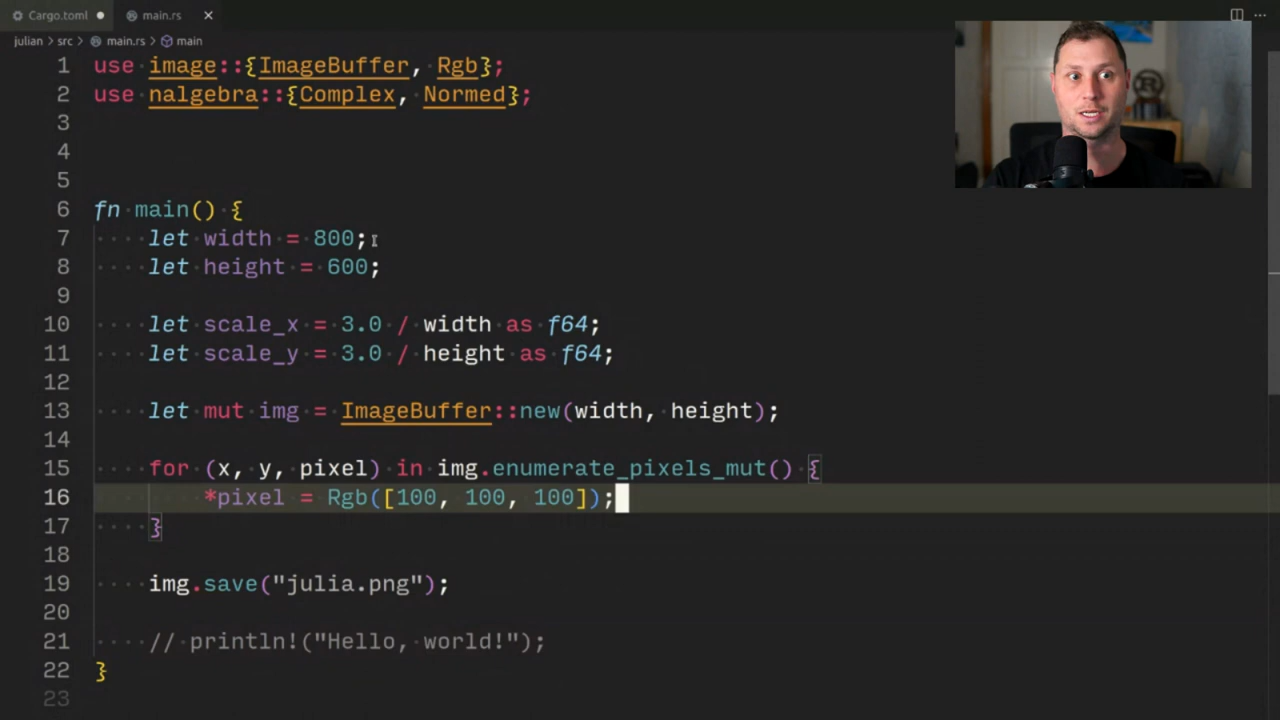 Cargo.toml main.rs
julian > src > main.rs > main
1 use image::{ImageBuffer, Rgb};
2 use nalgebra::{Complex, Normed};
3
4
5
6 fn main() {
7 let width = 800;
8 let height = 600;
9
10 let scale_x = 3.0 / width as f64;
11 let scale_y = 3.0 / height as f64;
12
13 let mut img = ImageBuffer::new(width, height);
14
15 for (x, y, pixel) in img.enumerate_pixels_mut() {
16 *pixel = Rgb([100, 100, 100]);
17 }
18
19 img.save("julia.png");
20
21 // println!("Hello, world!");
22 }
23